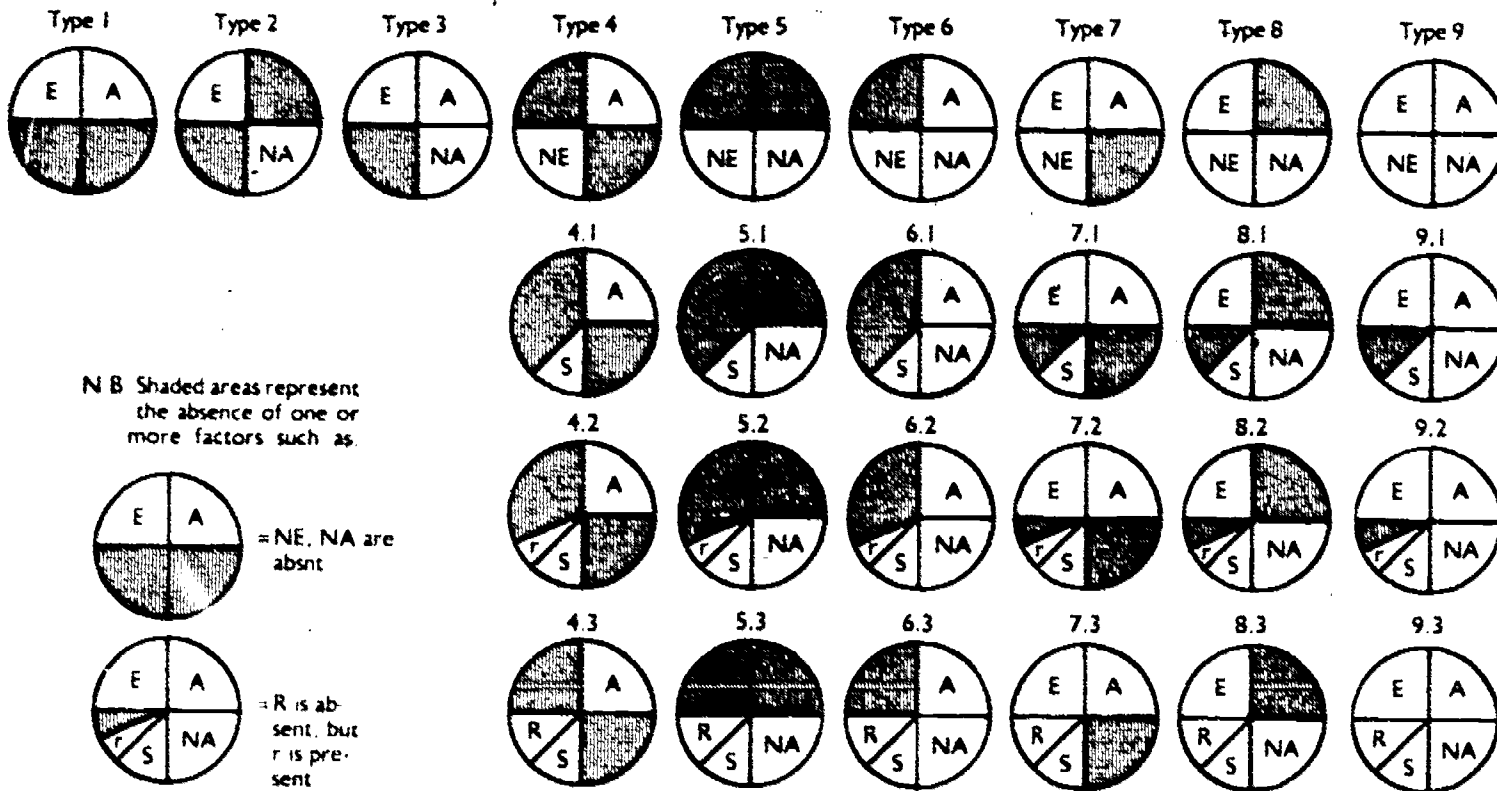 Type 1 Type 2 Type 3 Type 4 Type 5 Type 6 Type 7 Type 8 Type 9
E A E E A A A E A E E A
NA NA NE NE NA NE NA NE NE NA NE NA
4.1 5.1 6.1 7.1 8.1 9.1
A A E A E E A
S S NA S NA S S NA S NA
N B Shaded areas represent
the absence of one or
more factors such as.
4.2 5.2 6.2 7.2 8.2 9.2
A A E A E E A
r S r S NA r S NA r S r S NA r S NA
E A
= NE, NA are
absnt
4.3 5.3 6.3 7.3 8.3 9.3
A A E A E E A
R S R S NA R S NA R S R S NA R S NA
E A
r S NA
= R is ab-
sent, but
r is pre-
sent